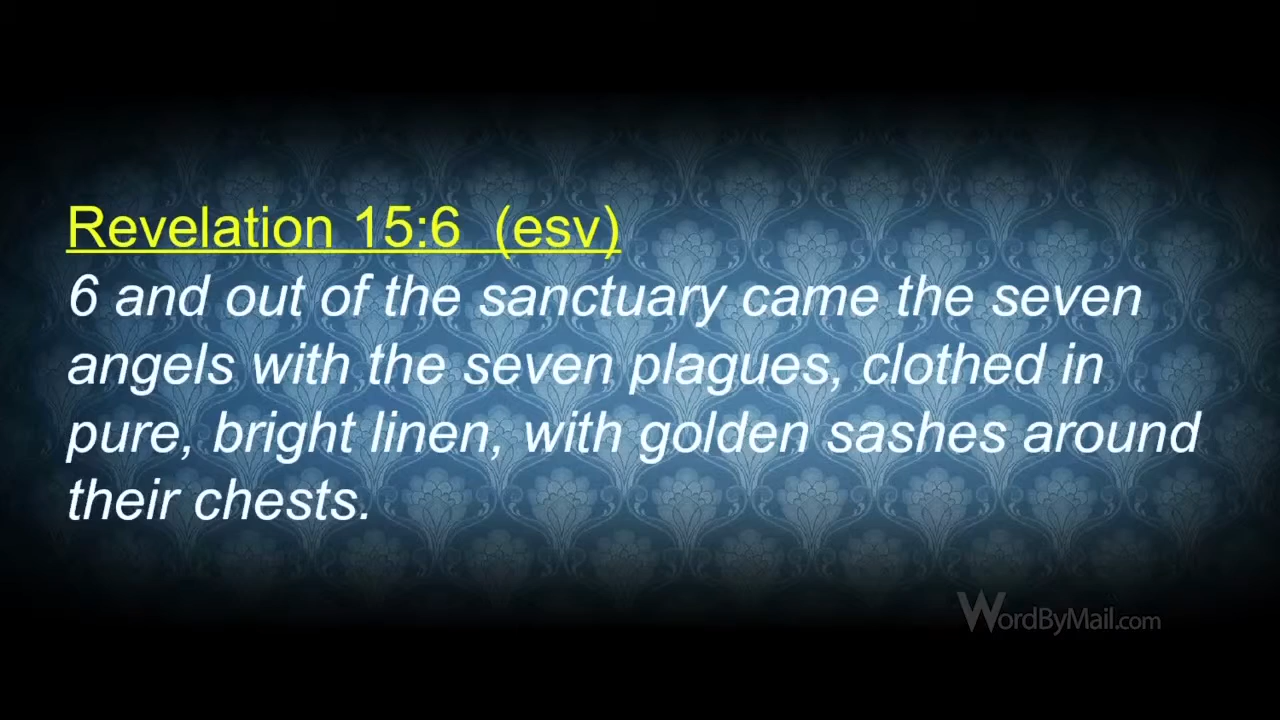 Revelation 15:6 (esv)
6 and out of the sanctuary came the seven
angels with the seven plagues, clothed in
pure, bright linen, with golden sashes around
their chests.
WordByMail.com